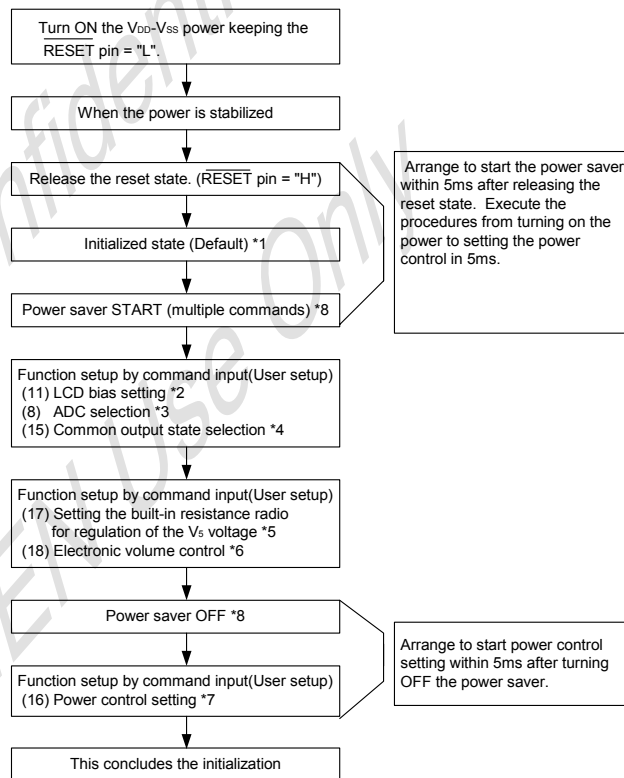 Turn ON the VDD-VSS power keeping the
RESET pin = "L".
When the power is stabilized
Release the reset state. (RESET pin = "H")
Initialized state (Default) *1
Power saver START (multiple commands) *8
Arrange to start the power saver
within 5ms after releasing the
reset state. Execute the
procedures from turning on the
power to setting the power
control in 5ms.
Function setup by command input(User setup)
(11) LCD bias setting *2
(8) ADC selection *3
(15) Common output state selection *4
Function setup by command input(User setup)
(17) Setting the built-in resistance radio
for regulation of the V5 voltage *5
(18) Electronic volume control *6
Power saver OFF *8
Function setup by command input(User setup)
(16) Power control setting *7
Arrange to start power control
setting within 5ms after turning
OFF the power saver.
This concludes the initialization
Use Only